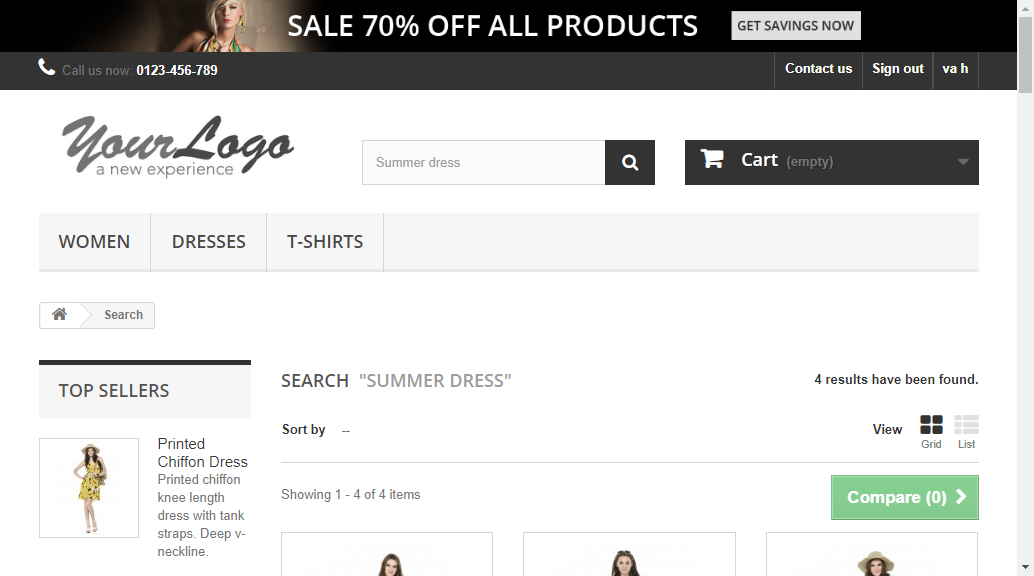 SALE 70% OFF ALL PRODUCTS GET SAVINGS NOW
Call us now: 0123-456-789 Contact us Sign out va h
YourLogo
a new experience
Summer dress
Cart (empty)
WOMEN DRESSES T-SHIRTS
Search
TOP SELLERS
Printed
Chiffon Dress
Printed chiffon
knee length
dress with tank
straps. Deep v-
neckline.
SEARCH "SUMMER DRESS" 4 results have been found.
Sort by -- View Grid List
Showing 1 - 4 of 4 items Compare (0)